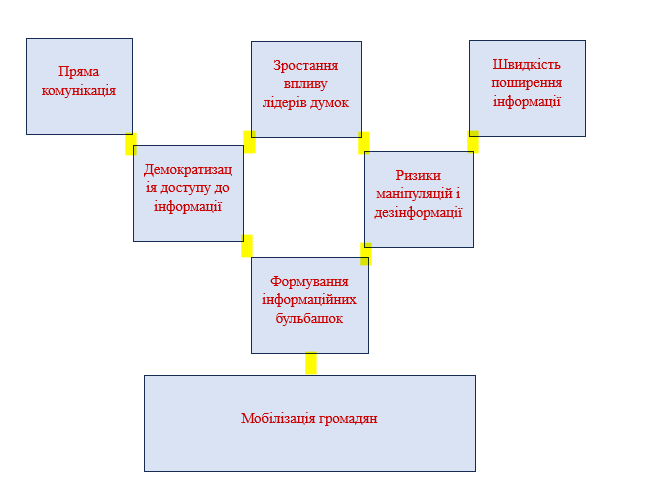 Пряма
комунікація
Зростання
впливу
лідерів думок
Швидкість
поширення
інформації
Демократизац
ія доступу до
інформації
Ризики
маніпуляцій і
дезінформації
Формування
інформаційних
бульбашок
Мобілізація громадян